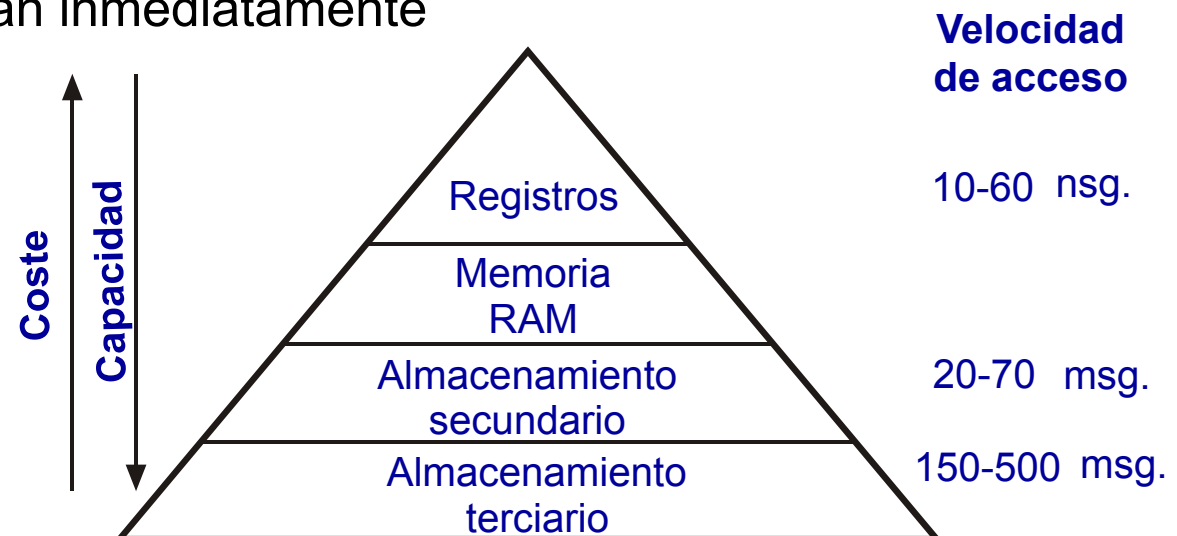 an inmediatamente
Velocidad
de acceso
Coste
Capacidad
Registros
10-60 nsg.
Memoria
RAM
Almacenamiento
secundario
20-70 msg.
Almacenamiento
terciario
150-500 msg.